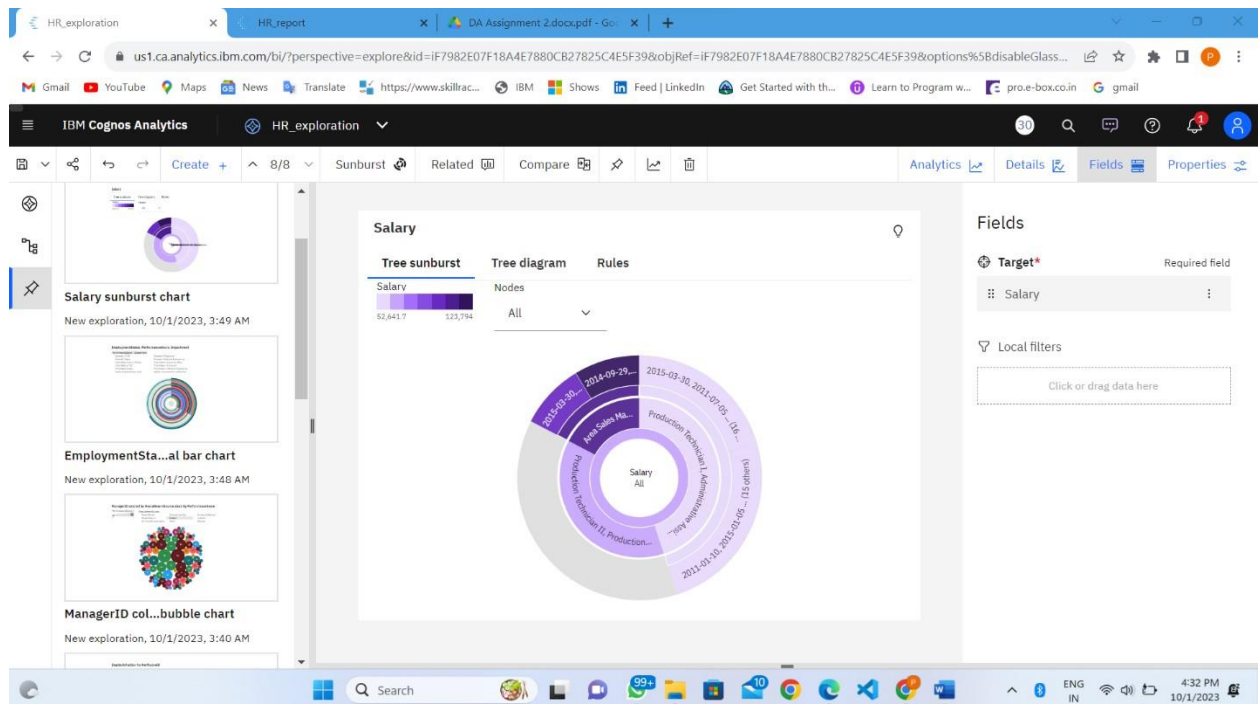 HR_exploration
HR_report
DA Assignment 2.docx.pdf - Goo
us1.ca.analytics.ibm.com/bi/?perspective=explore&id=iF7982E07F18A4E7880CB27825C4E5F39&objRef=iF7982E07F18A4E7880CB27825C4E5F39&options%5BdisableGlass...
P
Gmail YouTube Maps News Translate https://www.skillrac... IBM Shows Feed | LinkedIn Get Started with th... Learn to Program w... pro.e-box.co.in gmail
IBM Cognos Analytics HR_exploration 30 1
Create + 8/8 Sunburst Related Compare Analytics Details Fields Properties
Salary sunburst chart
New exploration, 10/1/2023, 3:49 AM
EmploymentSta...al bar chart
New exploration, 10/1/2023, 3:48 AM
ManagerID col...bubble chart
New exploration, 10/1/2023, 3:40 AM
Salary
Tree sunburst Tree diagram Rules
Salary
52,641.7 123,794
Nodes
All
2015-03-30,...
2014-09-29,...
2015-03-30, 2011-07-05 ... (16 ...
Area Sales Ma...
Production Technician I, Administrative Assi...
Production Technician II, Production...
2011-01-10, 2015-01-05 ... (15 others)
Salary
All
Fields
Target* Required field
Salary
Local filters
Click or drag data here
Search
99+
10
ENG
IN
4:32 PM
10/1/2023